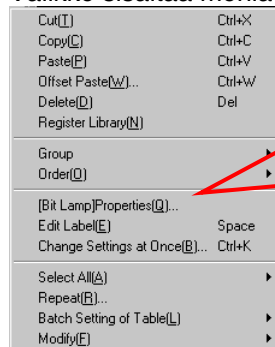 Cut(T) Ctrl+X
Copy(C) Ctrl+C
Paste(P) Ctrl+V
Offset Paste(W)... Ctrl+W
Delete(D) Del
Register Library(N)
Group
Order(O)
[Bit Lamp]Properties(Q)...
Edit Label(E) Space
Change Settings at Once(B)... Ctrl+K
Select All(A)
Repeat(R)...
Batch Setting of Table(L)
Modify(F)